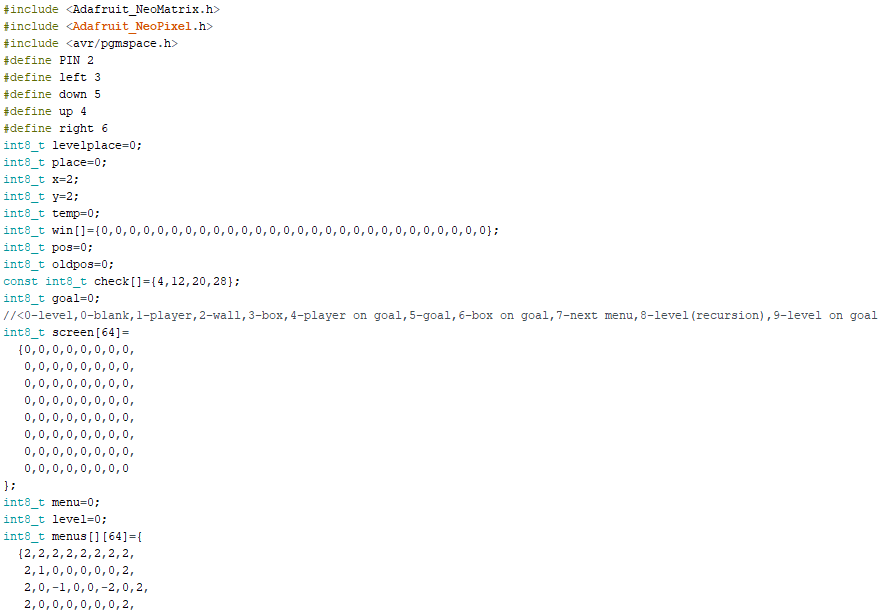 #include <Adafruit_NeoMatrix.h>
#include <Adafruit_NeoPixel.h>
#include <avr/pgmspace.h>
#define PIN 2
#define left 3
#define down 5
#define up 4
#define right 6
int8_t levelplace=0;
int8_t place=0;
int8_t x=2;
int8_t y=2;
int8_t temp=0;
int8_t win[]={0,0,0,0,0,0,0,0,0,0,0,0,0,0,0,0,0,0,0,0,0,0,0,0,0,0,0,0};
int8_t pos=0;
int8_t oldpos=0;
const int8_t check[]={4,12,20,28};
int8_t goal=0;
//<0-level,0-blank,1-player,2-wall,3-box,4-player on goal,5-goal,6-box on goal,7-next menu,8-level(recursion),9-level on goal
int8_t screen[64]=
  {0,0,0,0,0,0,0,0,
   0,0,0,0,0,0,0,0,
   0,0,0,0,0,0,0,0,
   0,0,0,0,0,0,0,0,
   0,0,0,0,0,0,0,0,
   0,0,0,0,0,0,0,0,
   0,0,0,0,0,0,0,0,
   0,0,0,0,0,0,0,0
};
int8_t menu=0;
int8_t level=0;
int8_t menus[][64]={
  {2,2,2,2,2,2,2,2,
   2,1,0,0,0,0,0,2,
   2,0,-1,0,0,-2,0,2,
   2,0,0,0,0,0,0,2,